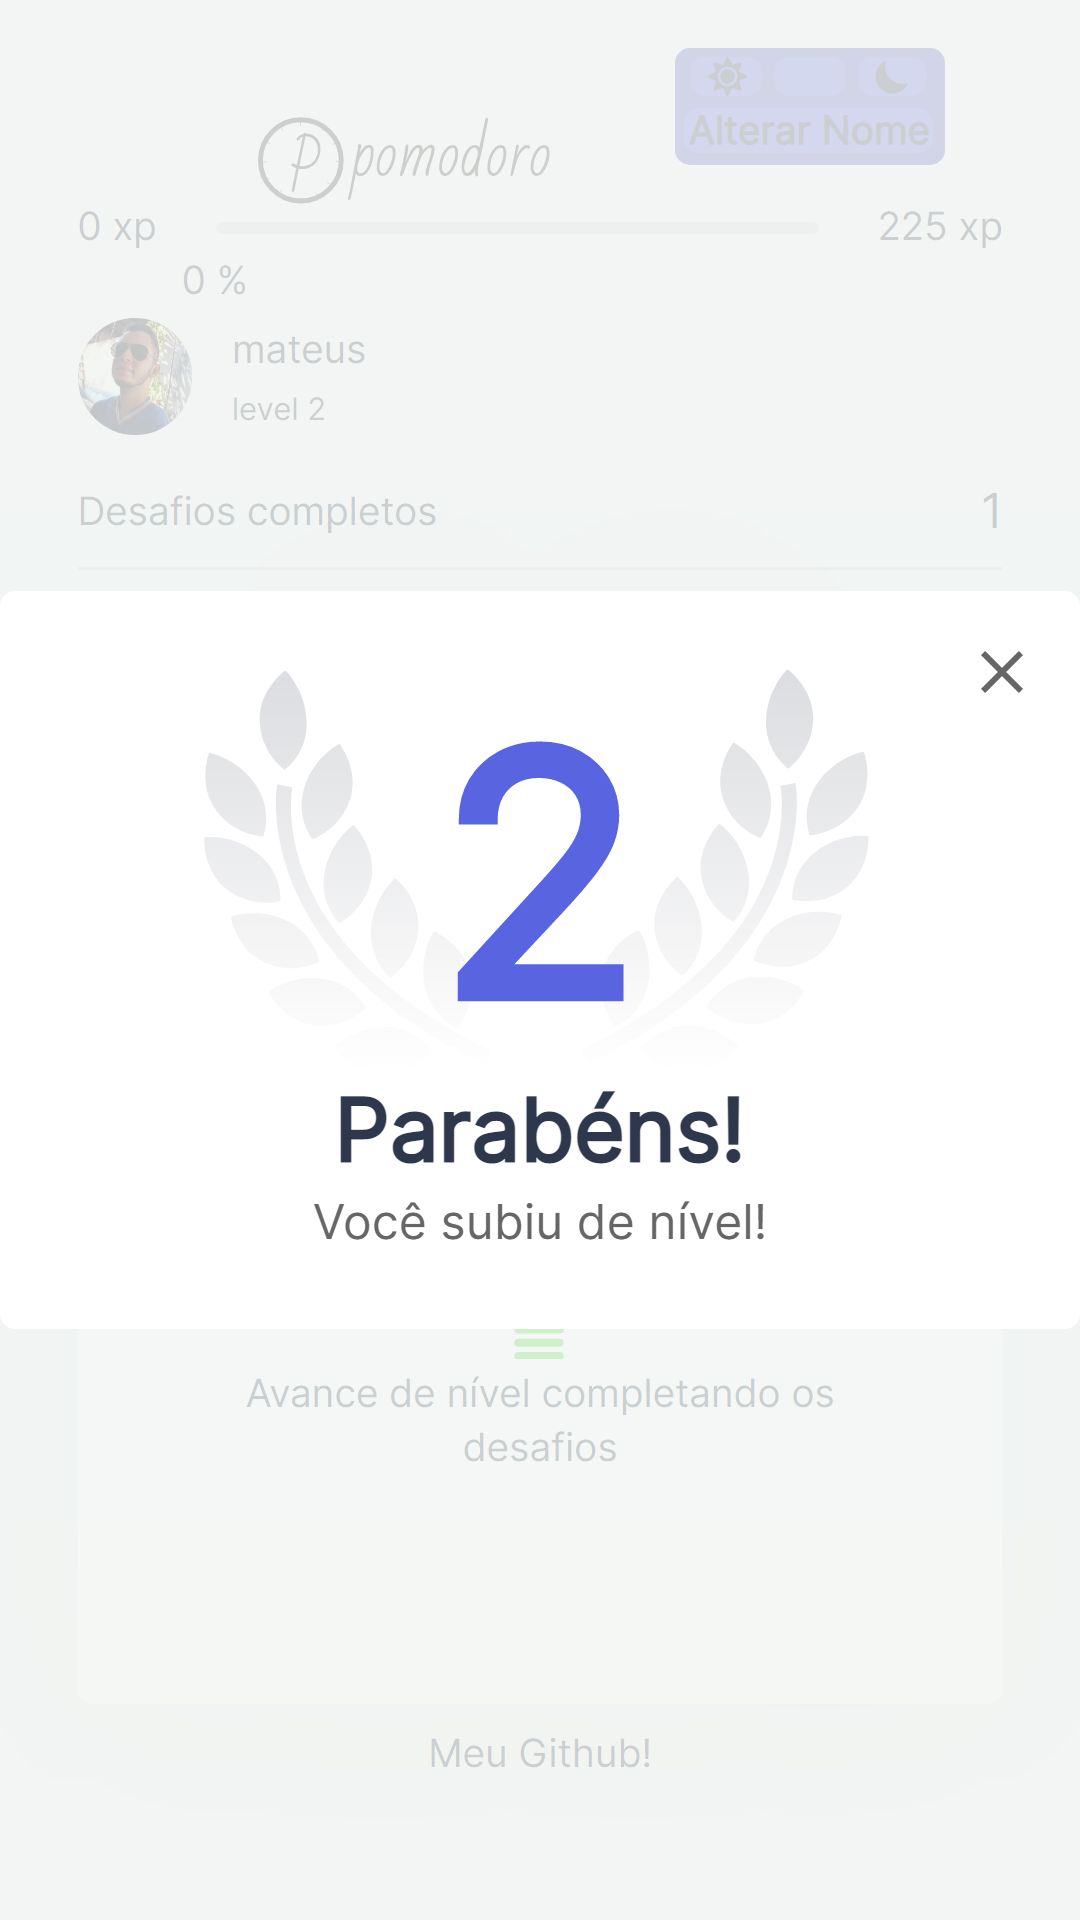 Alterar Nome
P pomodoro
0 xp
225 xp
0 %
mateus
level 2
Desafios completos 1
2
Parabéns!
Você subiu de nível!
Avance de nível completando os
desafios
Meu Github!